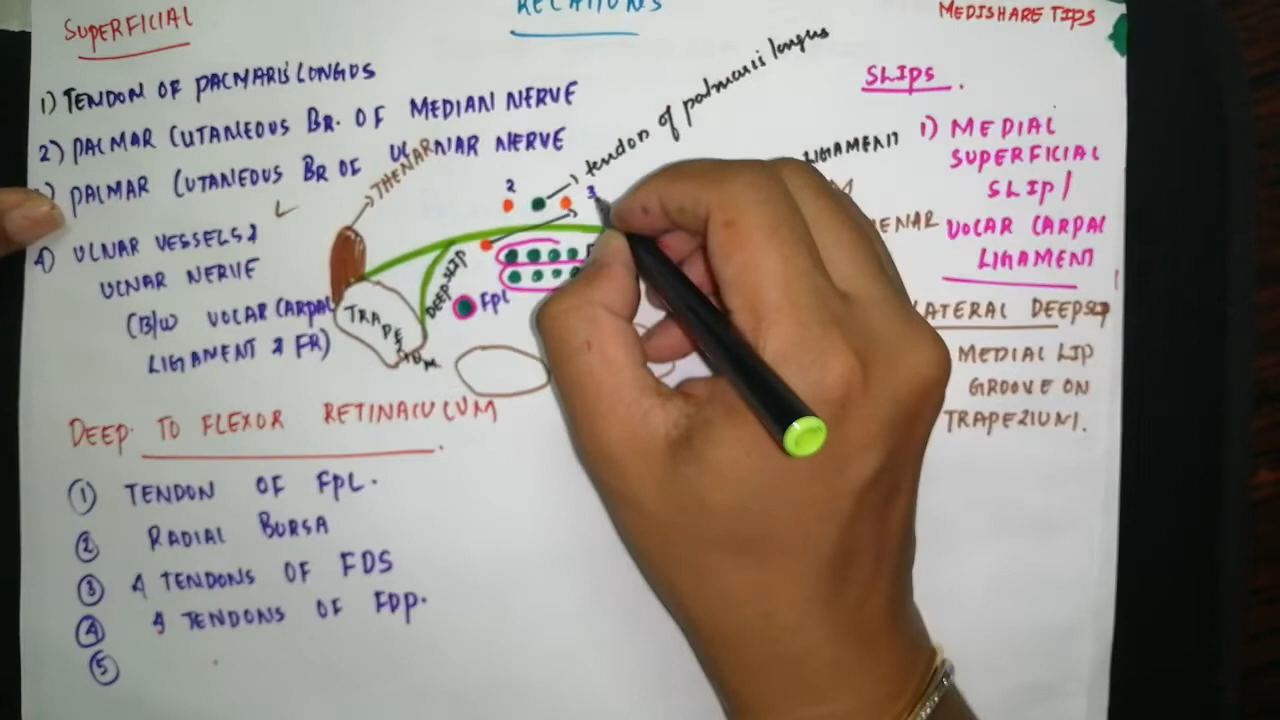 SUPERFICIAL
RELATIONS
MEDISHARE TIPS
1) TENDON OF PALMARIS LONGUS
2) PALMAR CUTANEOUS BR. OF MEDIAN NERVE
) PALMAR CUTANEOUS BR OF ULNAR NERVE
4) ULNAR VESSELS &
ULNAR NERVE
(B/W VOLAR CARPAL
LIGAMENT & FR)
THENAR
tendon of palmaris longus
2
3
DEEP SLIP
FPL
TRAPEZIUM
LIGAMENT
SLIPS.
1) MEDIAL
SUPERFICIAL
SLIP/
VOLAR CARPAL
LIGAMENT
LATERAL DEEP SLIP
MEDIAL LIP
GROOVE ON
TRAPEZIUM.
DEEP TO FLEXOR RETINACULUM
① TENDON OF FPL.
② RADIAL BURSA
③ 4 TENDONS OF FDS
④ 4 TENDONS OF FDP.
⑤